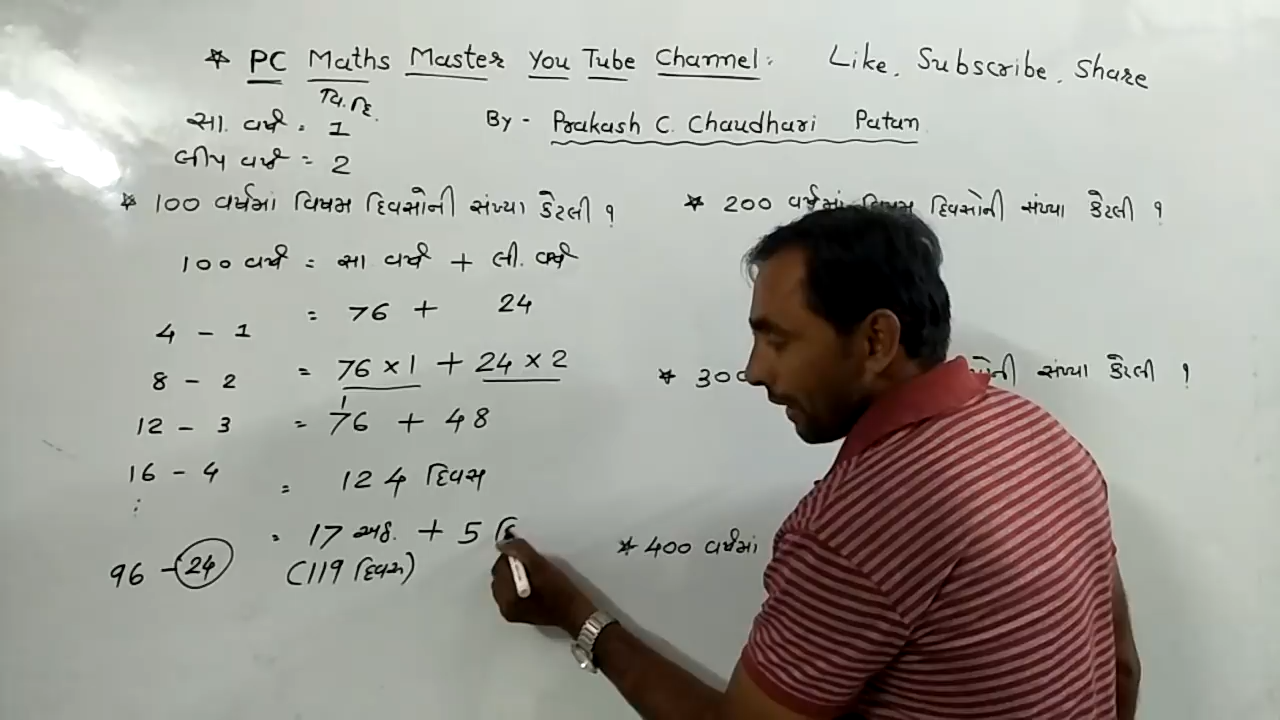 * PC Maths Master You Tube Channel: Like, Subscribe, Share
વિ. દિ.
સા. વર્ષ = 1
By - Prakash C. Chaudhari Patan
લીપ વર્ષ = 2
* 100 વર્ષમાં વિષમ દિવસોની સંખ્યા કેટલી ?
* 200 વર્ષમાં વિષમ દિવસોની સંખ્યા કેટલી ?
100 વર્ષ = સા વર્ષ + લી. વર્ષ
= 76 + 24
4 - 1
= 76 × 1 + 24 × 2
8 - 2
* 300 સંખ્યા કેટલી ?
= 76 + 48
12 - 3
16 - 4
= 124 દિવસ
= 17 અઠ. + 5 દિ
* 400 વર્ષમાં
96 - 24
(119 દિવસ)